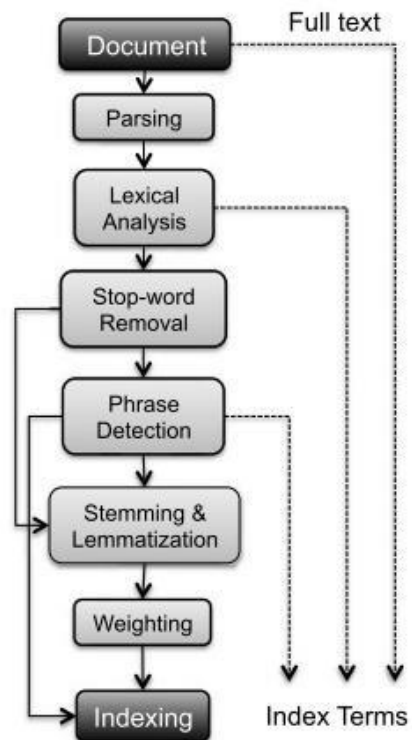 Full text
Document
Parsing
Lexical
Analysis
Stop-word
Removal
Phrase
Detection
Stemming &
Lemmatization
Weighting
Indexing
Index Terms